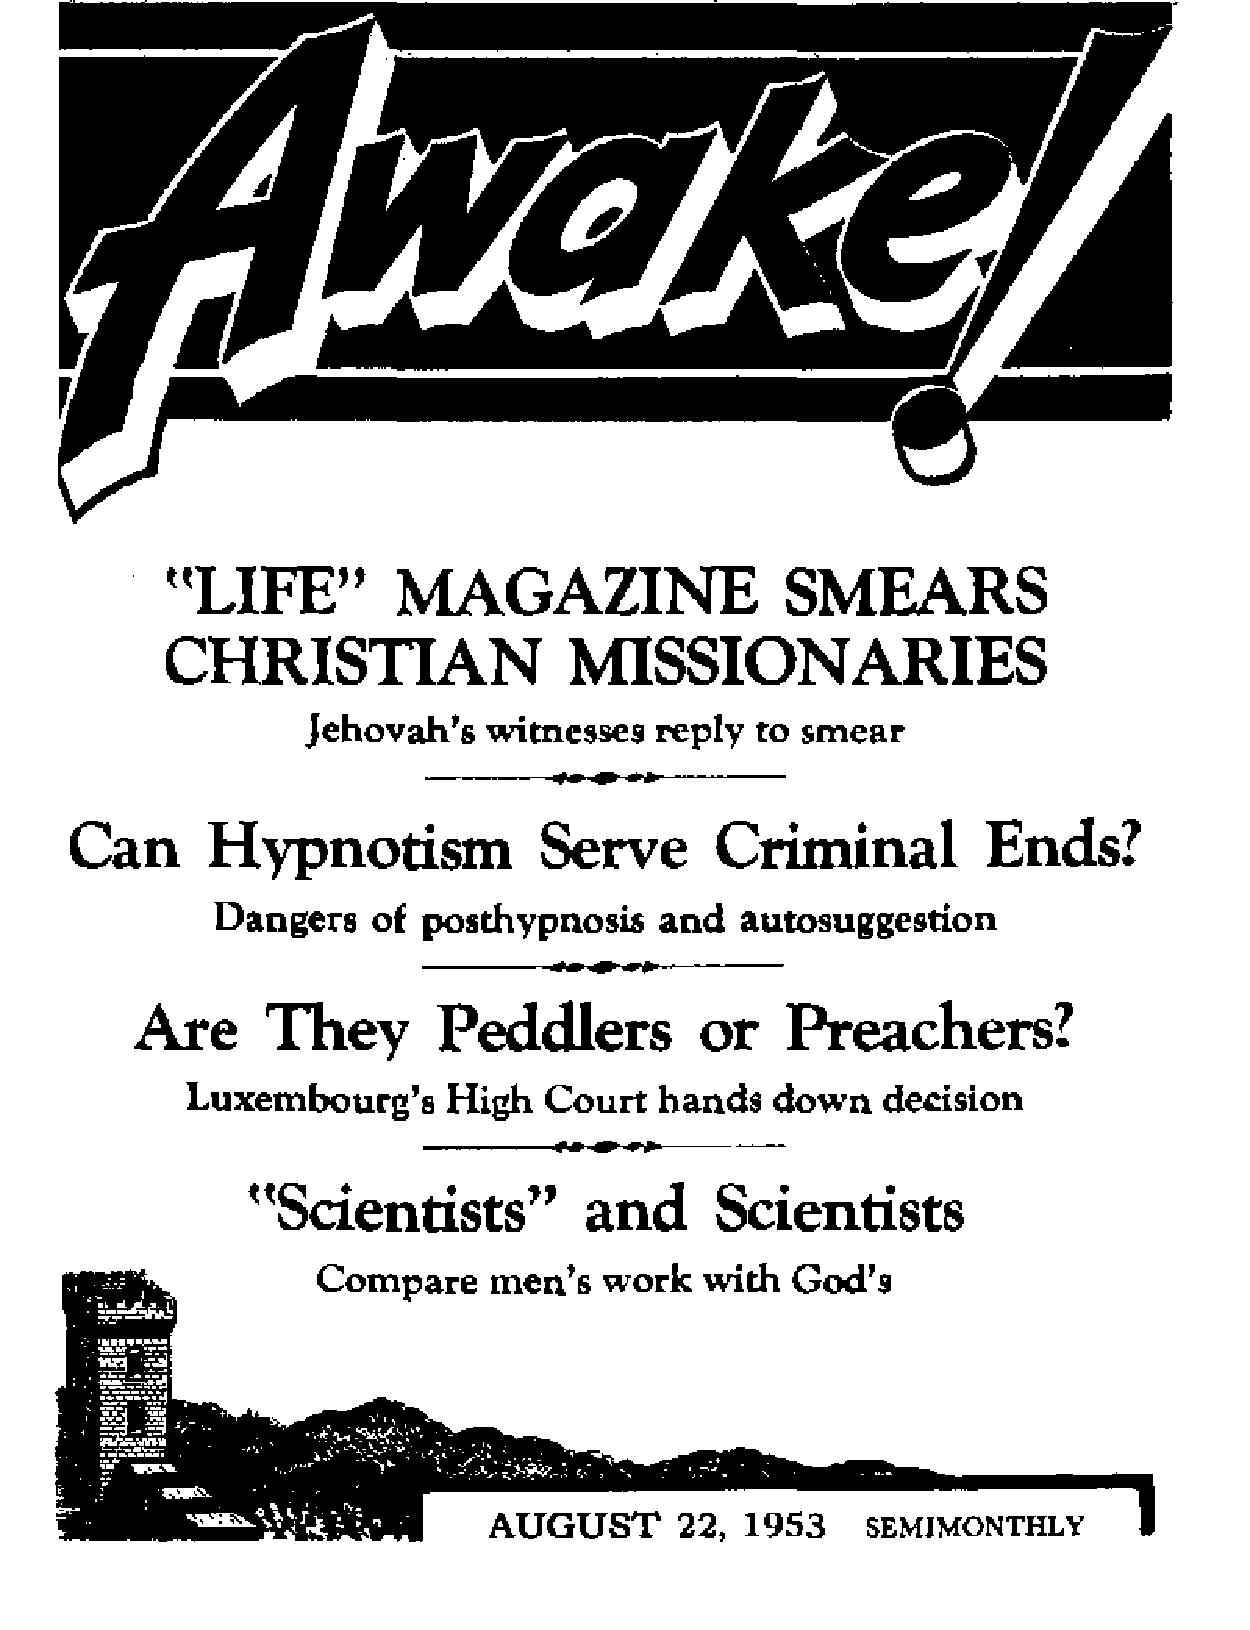 Awake!
"LIFE" MAGAZINE SMEARS
CHRISTIAN MISSIONARIES
Jehovah's witnesses reply to smear
Can Hypnotism Serve Criminal Ends?
Dangers of posthypnosis and autosuggestion
Are They Peddlers or Preachers?
Luxembourg's High Court hands down decision
"Scientists" and Scientists
Compare men's work with God's
AUGUST 22, 1953 SEMIMONTHLY